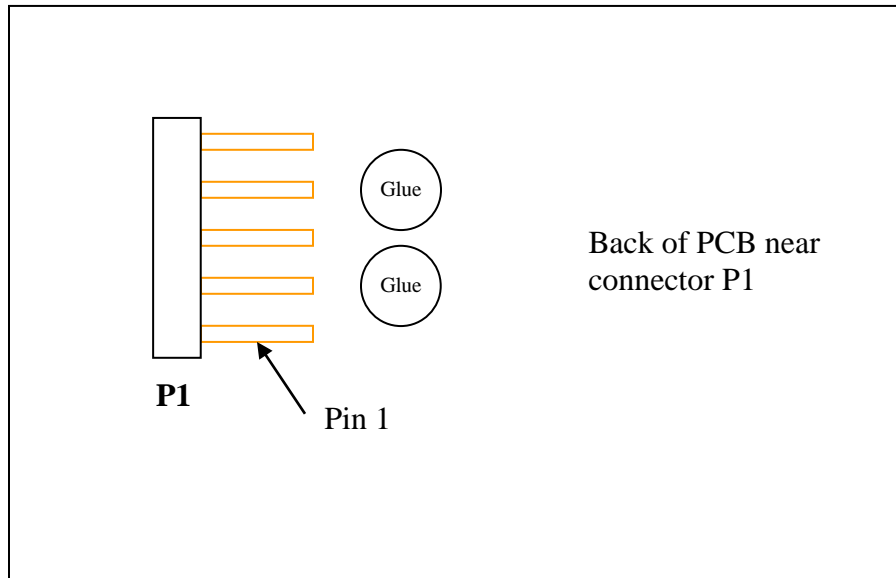 Glue
Glue
Back of PCB near
connector P1
P1
Pin 1